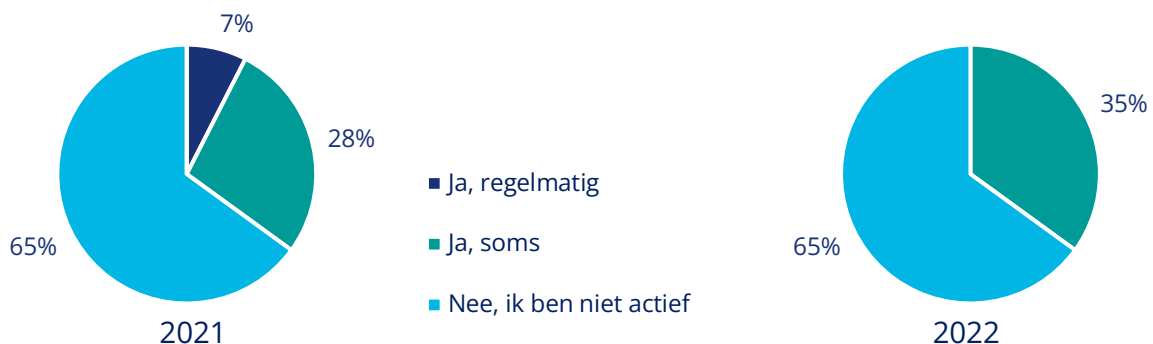 7%
28%
65%
2021
Ja, regelmatig
Ja, soms
Nee, ik ben niet actief
35%
65%
2022